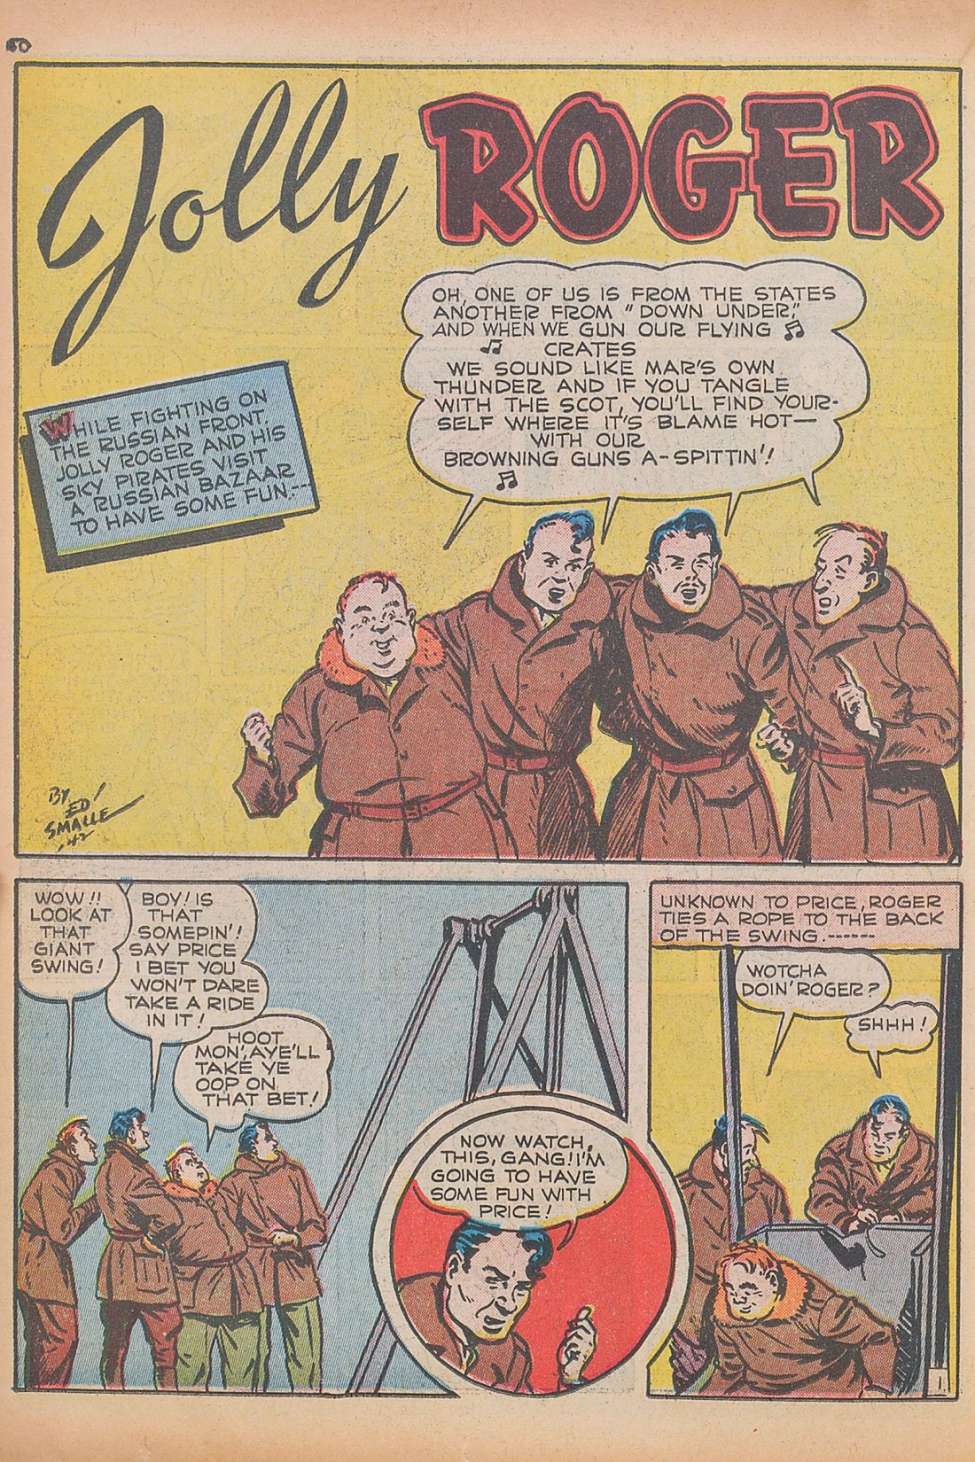 60
Jolly ROGER
OH, ONE OF US IS FROM THE STATES
ANOTHER FROM "DOWN UNDER,"
AND WHEN WE GUN OUR FLYING
CRATES
WE SOUND LIKE MAR'S OWN
THUNDER AND IF YOU TANGLE
WITH THE SCOT, YOU'LL FIND YOUR-
SELF WHERE IT'S BLAME HOT—
WITH OUR
BROWNING GUNS A-SPITTIN'!
WHILE FIGHTING ON
THE RUSSIAN FRONT,
JOLLY ROGER AND HIS
SKY PIRATES VISIT
A RUSSIAN BAZAAR
TO HAVE SOME FUN.--
BY
ED!
SMALLE
'42
WOW!!
LOOK AT
THAT
GIANT
SWING!
BOY! IS
THAT
SOMEPIN'!
SAY PRICE
I BET YOU
WON'T DARE
TAKE A RIDE
IN IT!
HOOT
MON', AYE'LL
TAKE YE
OOP ON
THAT BET!
NOW WATCH,
THIS, GANG! I'M
GOING TO HAVE
SOME FUN WITH
PRICE!
UNKNOWN TO PRICE, ROGER
TIES A ROPE TO THE BACK
OF THE SWING.------
WOTCHA
DOIN' ROGER?
SHHH!
1